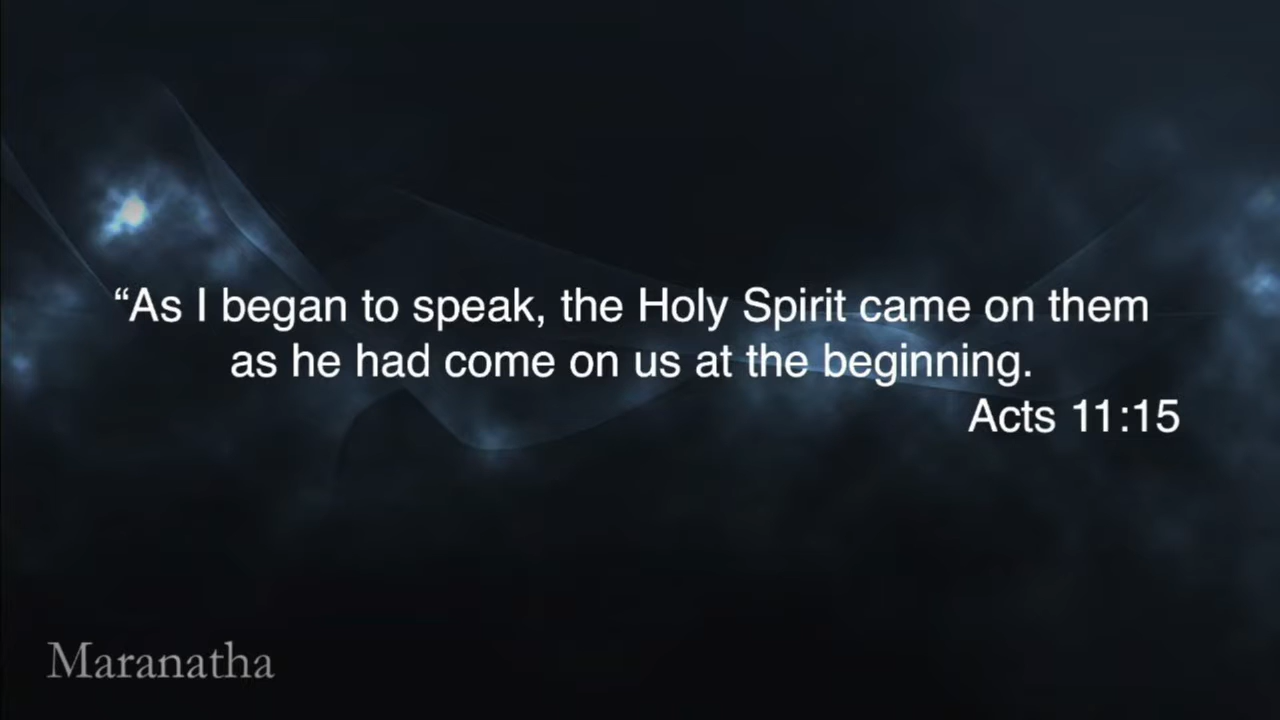 “As I began to speak, the Holy Spirit came on them
as he had come on us at the beginning.
Acts 11:15
Maranatha